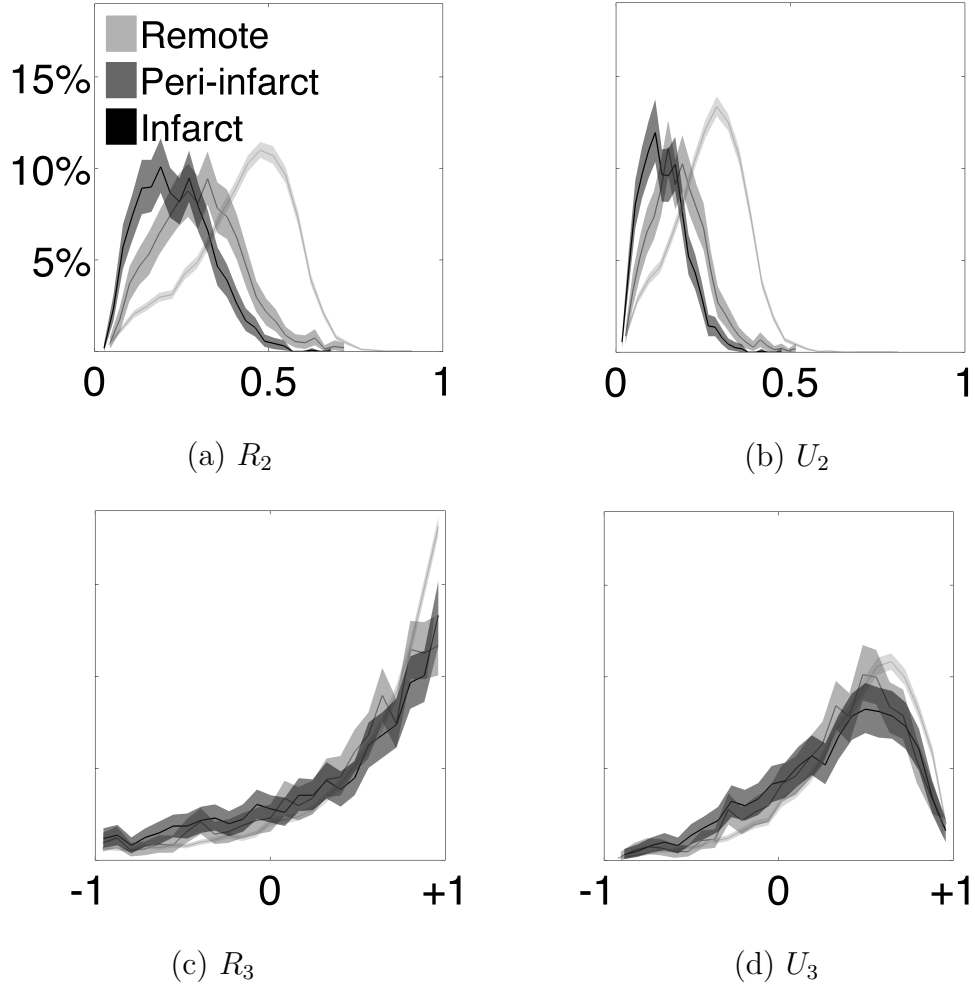 Remote
Peri-infarct
Infarct
15%
10%
5%
0 0.5 1
0 0.5 1
(a) R₂
(b) U₂
-1 0 +1
-1 0 +1
(c) R₃
(d) U₃